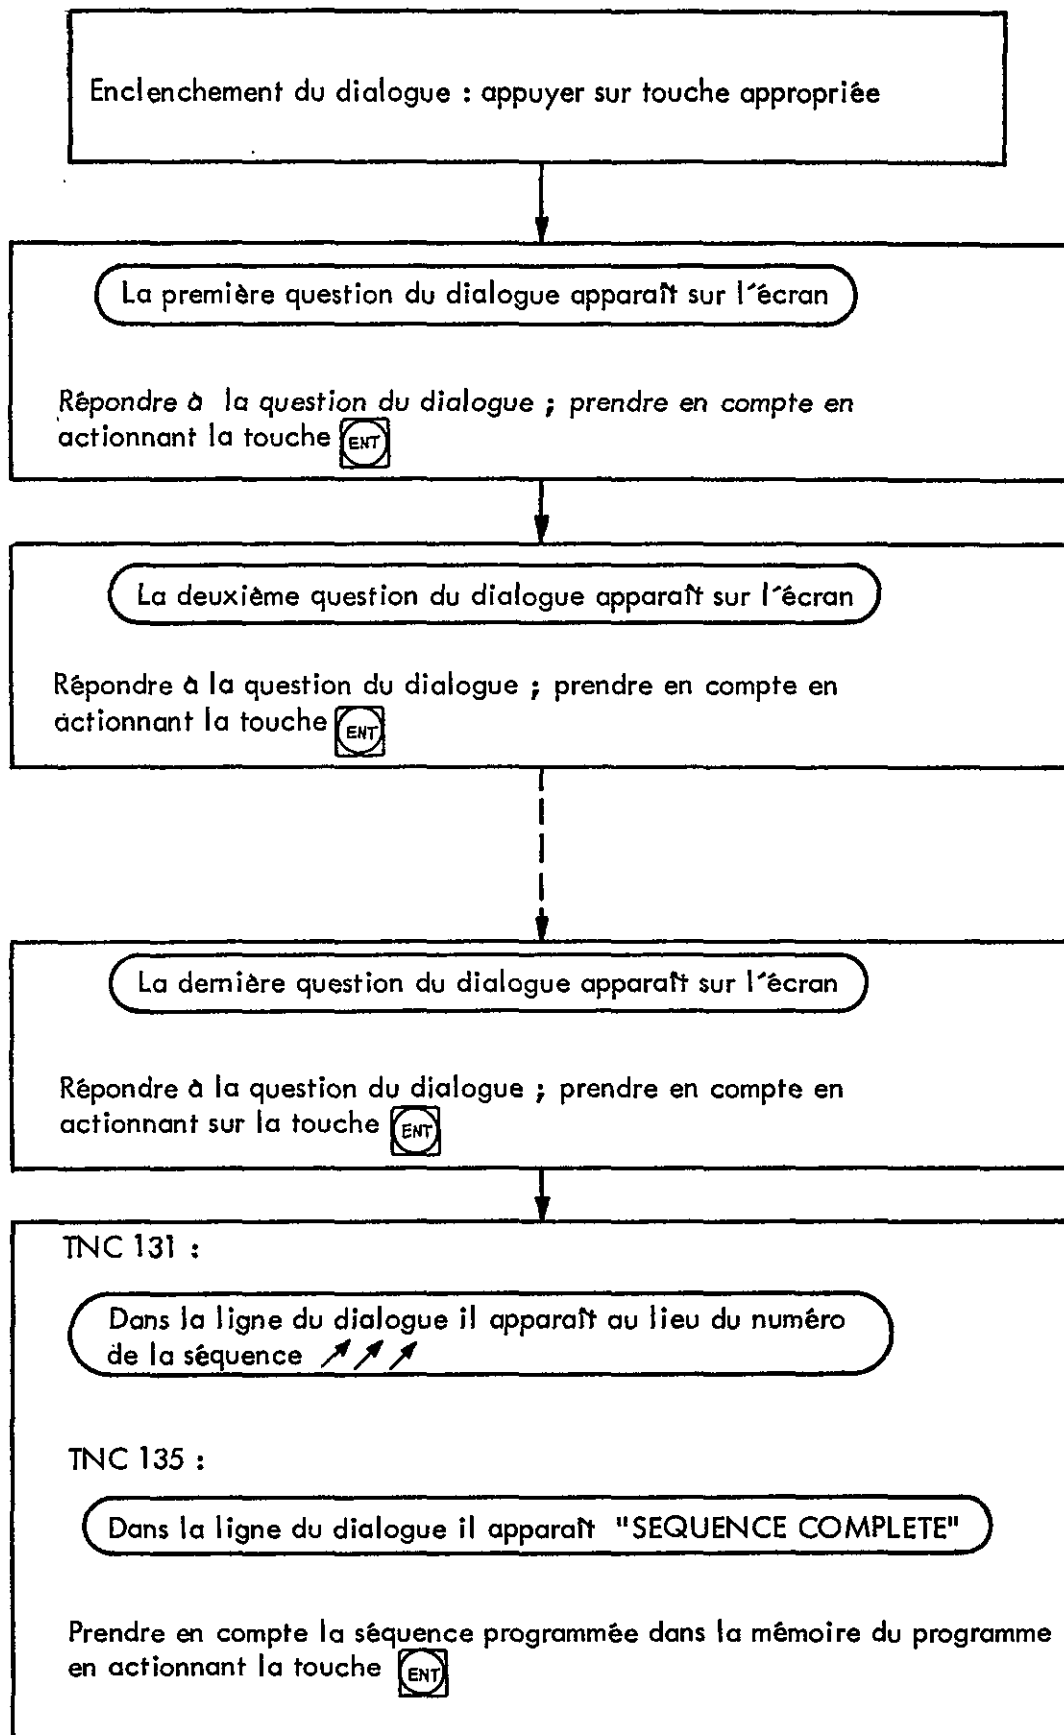 Enclenchement du dialogue : appuyer sur touche appropriée
La première question du dialogue apparaît sur l'écran
Répondre à la question du dialogue ; prendre en compte en
actionnant la touche ENT
La deuxième question du dialogue apparaît sur l'écran
Répondre à la question du dialogue ; prendre en compte en
actionnant la touche ENT
La dernière question du dialogue apparaît sur l'écran
Répondre à la question du dialogue ; prendre en compte en
actionnant sur la touche ENT
TNC 131 :
Dans la ligne du dialogue il apparaît au lieu du numéro
de la séquence ↗↗↗
TNC 135 :
Dans la ligne du dialogue il apparaît "SEQUENCE COMPLETE"
Prendre en compte la séquence programmée dans la mémoire du programme
en actionnant la touche ENT